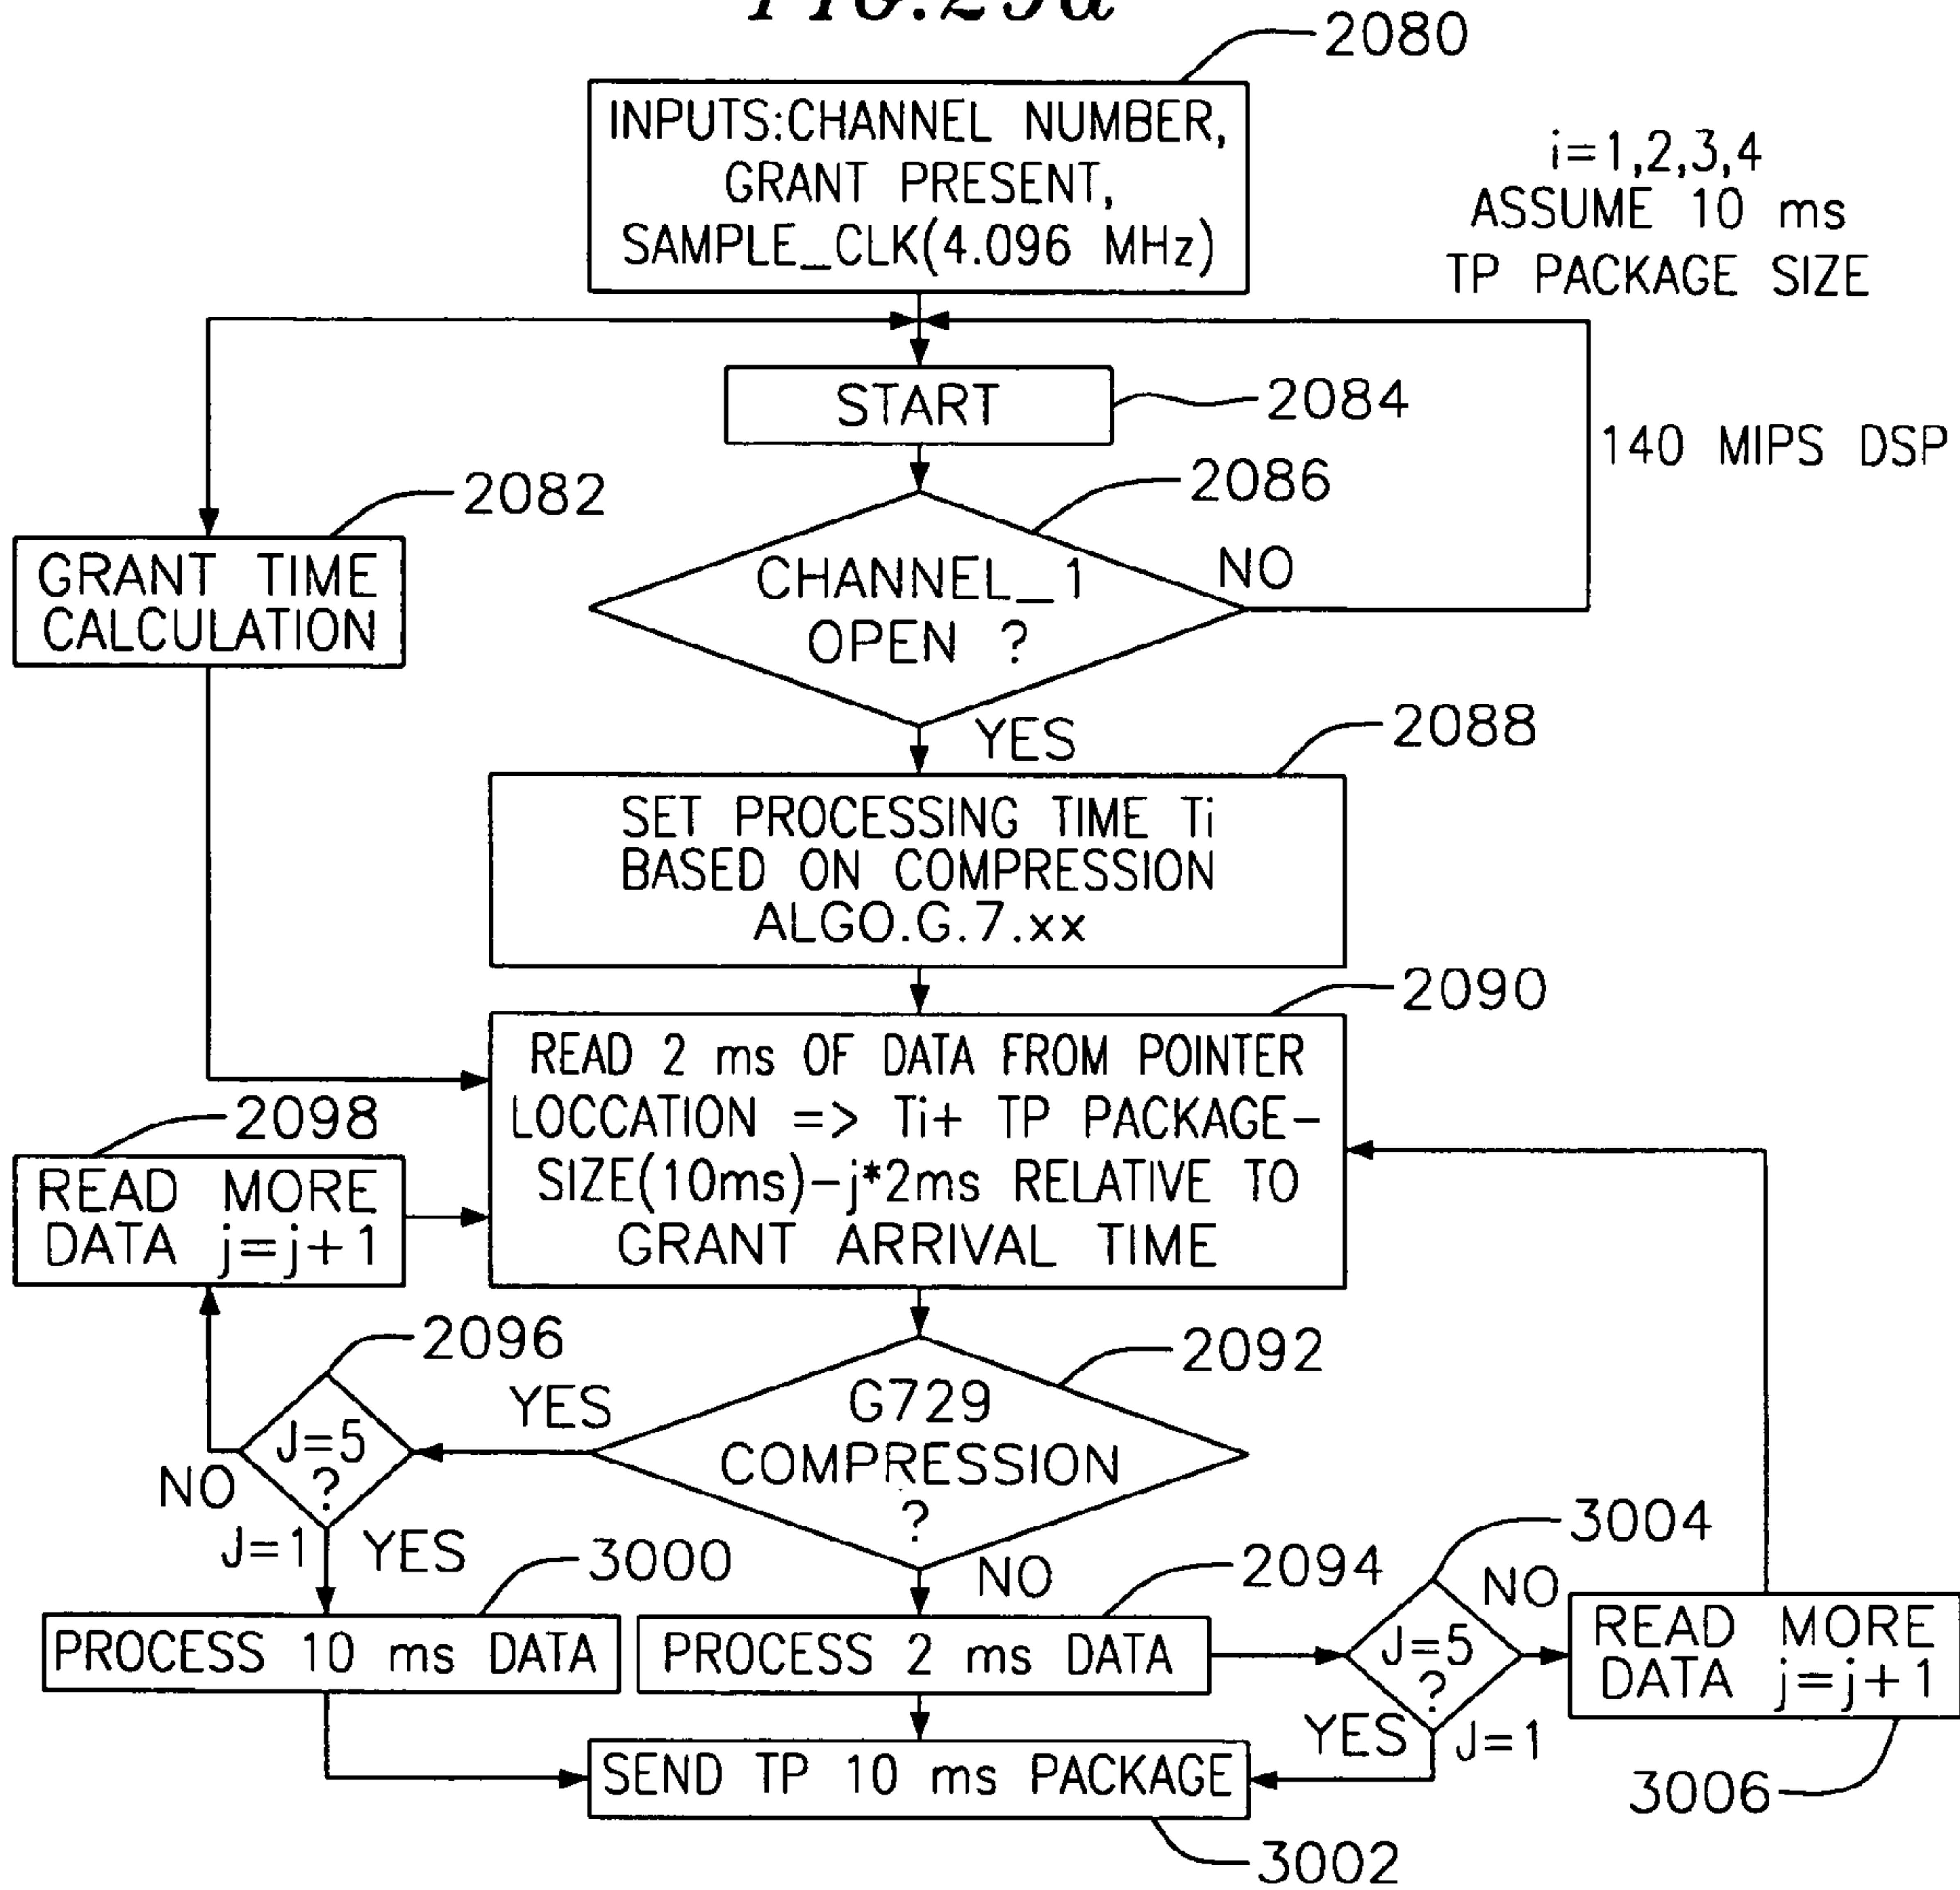 2080
INPUTS:CHANNEL NUMBER,
GRANT PRESENT,
SAMPLE_CLK(4.096 MHz)
i=1,2,3,4
ASSUME 10 ms
TP PACKAGE SIZE
START
2084
140 MIPS DSP
2082
GRANT TIME
CALCULATION
2086
CHANNEL_1
OPEN ?
NO
YES
2088
SET PROCESSING TIME Ti
BASED ON COMPRESSION
ALGO.G.7.xx
2090
READ 2 ms OF DATA FROM POINTER
LOCCATION => Ti+ TP PACKAGE-
SIZE(10ms)-j*2ms RELATIVE TO
GRANT ARRIVAL TIME
2098
READ MORE
DATA j=j+1
2096
J=5
?
NO
J=1
YES
YES
2092
G729
COMPRESSION
?
NO
3000
PROCESS 10 ms DATA
2094
PROCESS 2 ms DATA
3004
J=5
?
NO
YES
J=1
READ MORE
DATA j=j+1
3006
SEND TP 10 ms PACKAGE
3002